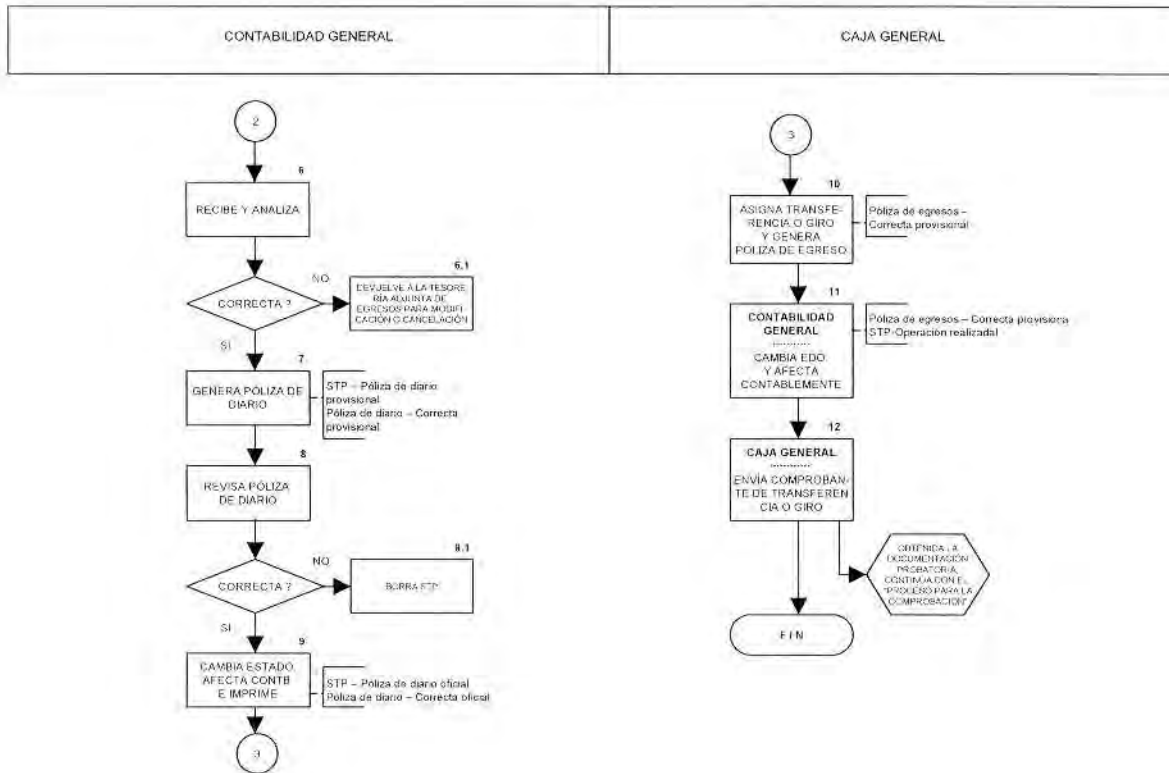 CONTABILIDAD GENERAL
CAJA GENERAL
2
6
RECIBE Y ANALIZA
CORRECTA ?
NO
6.1
DEVUELVE A LA TESORE
RÍA ADJUNTA DE
EGRESOS PARA MODIFI
CACIÓN O CANCELACIÓN
SI
7
GENERA PÓLIZA DE
DIARIO
STP – Póliza de diario
provisional
Póliza de diario – Correcta
provisional
8
REVISA PÓLIZA
DE DIARIO
CORRECTA ?
NO
8.1
BORRA STP
SI
9
CAMBIA ESTADO,
AFECTA CONTB
E IMPRIME
STP – Póliza de diario oficial
Póliza de diario – Correcta oficial
3
3
10
ASIGNA TRANSFE-
RENCIA O GIRO
Y GENERA
POLIZA DE EGRESO
Póliza de egresos –
Correcta provisional
11
CONTABILIDAD
GENERAL
............
CAMBIA EDO.
Y AFECTA
CONTABLEMENTE
Póliza de egresos – Correcta provisiona
STP-Operación realizadal
12
CAJA GENERAL
............
ENVÍA COMPROBAN-
TE DE TRANSFEREN
CIA O GIRO
OBTENIDA LA
DOCUMENTACIÓN
PROBATORIA,
CONTINUA CON EL
"PROCESO PARA LA
COMPROBACIÓN"
F I N